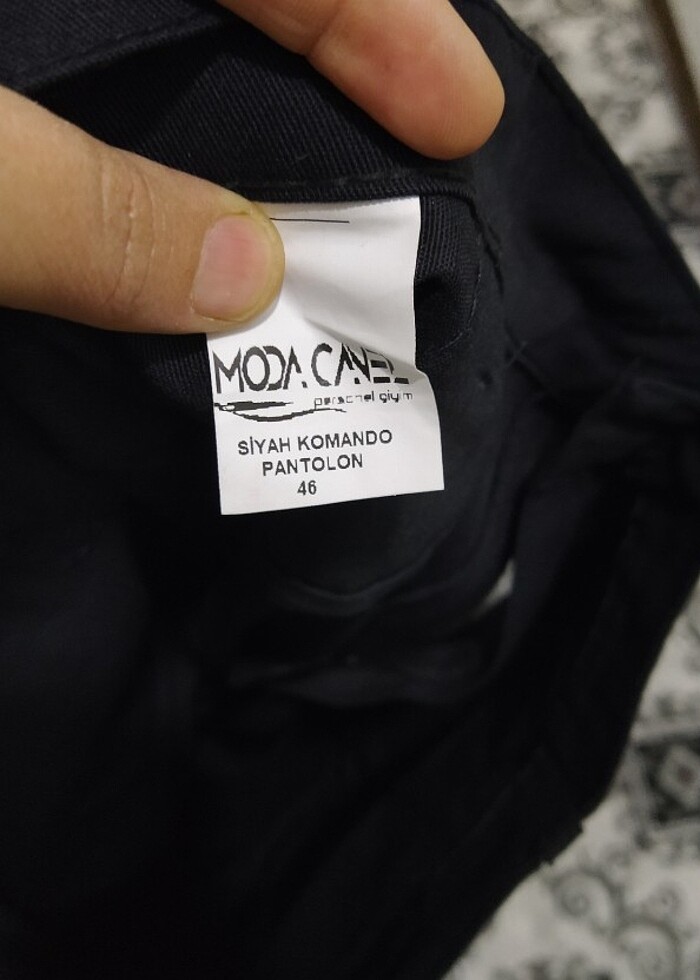 MODA CANEL
personel giyim
SİYAH KOMANDO
PANTOLON
46